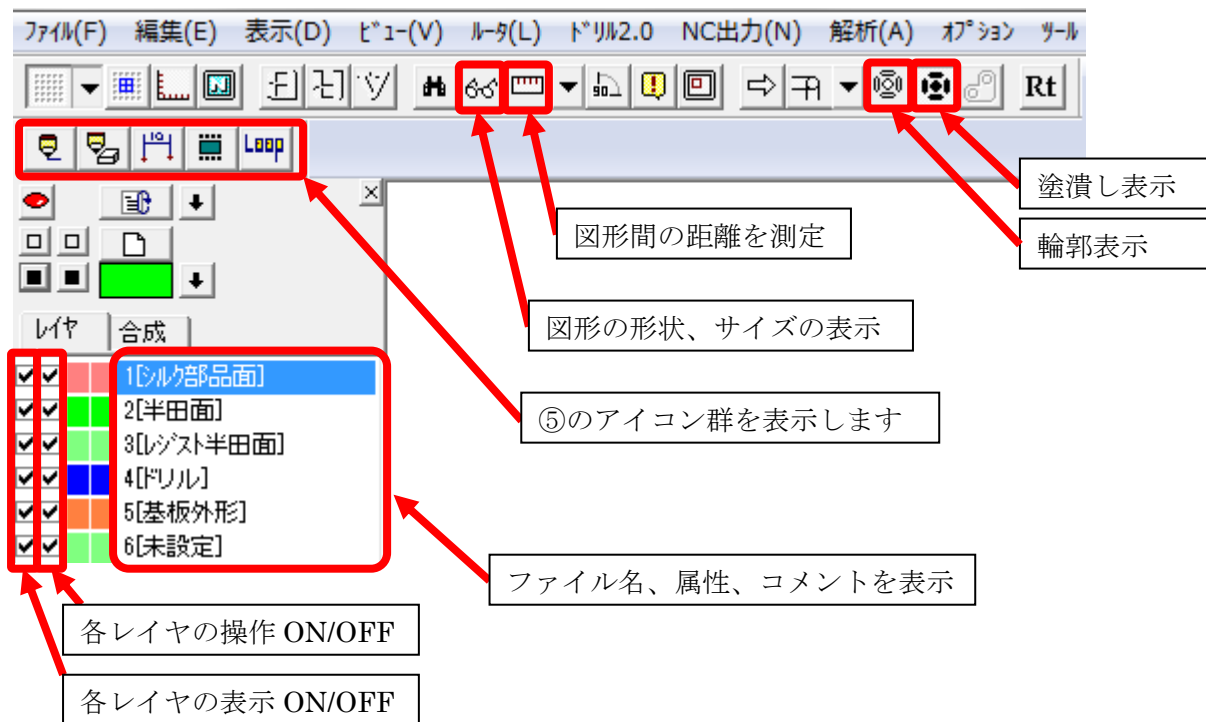 ﾌｧｲﾙ(F) 編集(E) 表示(D) ﾋﾞｭｰ(V) ﾙｰﾀ(L) ﾄﾞﾘﾙ2.0 NC出力(N) 解析(A) ｵﾌﾟｼｮﾝ ﾂｰﾙ
Rt
Loop
塗潰し表示
図形間の距離を測定
輪郭表示
図形の形状、サイズの表示
ﾚｲﾔ 合成
1[ｼﾙｸ部品面]
2[半田面]
⑤のアイコン群を表示します
3[ﾚｼﾞｽﾄ半田面]
4[ﾄﾞﾘﾙ]
5[基板外形]
6[未設定]
ファイル名、属性、コメントを表示
各レイヤの操作 ON/OFF
各レイヤの表示 ON/OFF